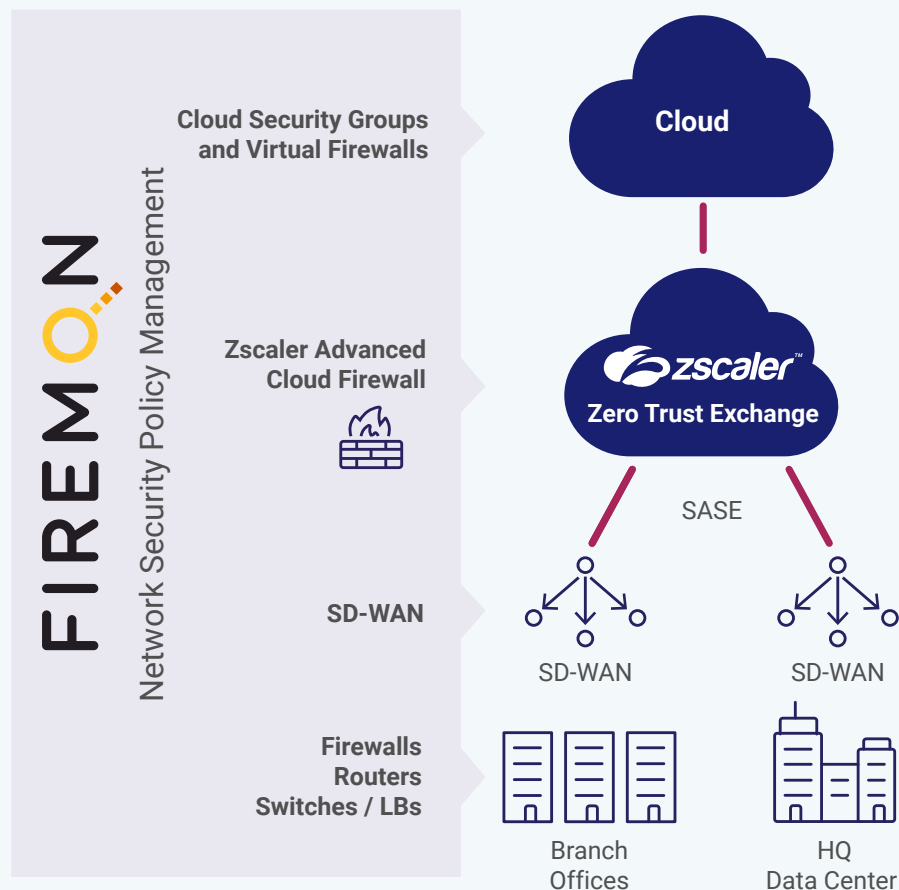 FIREMON
Network Security Policy Management
Cloud Security Groups
and Virtual Firewalls
Zscaler Advanced
Cloud Firewall
SD-WAN
Firewalls
Routers
Switches / LBs
Cloud
zscaler™
Zero Trust Exchange
SASE
SD-WAN
SD-WAN
Branch
Offices
HQ
Data Center